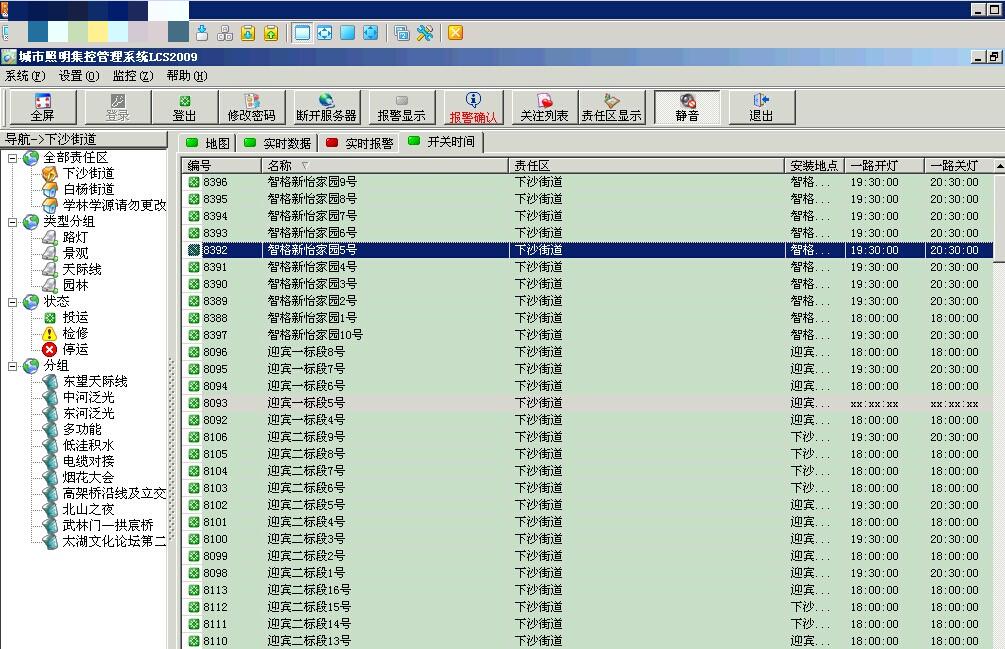 城市照明集控管理系统LCS2009
系统(F) 设置(O) 监控(Z) 帮助(H)
全屏 登录 登出 修改密码 断开服务器 报警显示 报警确认 关注列表 责任区显示 静音 退出
导航->下沙街道
全部责任区
下沙街道
白杨街道
学林学源请勿更改
类型分组
路灯
景观
天际线
园林
状态
投运
检修
停运
分组
东望天际线
中河泛光
东河泛光
多功能
低洼积水
电缆对接
烟花大会
高架桥沿线及立交
北山之夜
武林门一拱宸桥
太湖文化论坛第二
地图 实时数据 实时报警 开关时间
编号 名称 责任区 安装地点 一路开灯 一路关灯
8396 智格新怡家园9号 下沙街道 智格... 19:30:00 20:30:00
8395 智格新怡家园8号 下沙街道 智格... 19:30:00 20:30:00
8394 智格新怡家园7号 下沙街道 智格... 19:30:00 20:30:00
8393 智格新怡家园6号 下沙街道 智格... 19:30:00 20:30:00
8392 智格新怡家园5号 下沙街道 智格... 19:30:00 20:30:00
8391 智格新怡家园4号 下沙街道 智格... 19:30:00 20:30:00
8390 智格新怡家园3号 下沙街道 智格... 19:30:00 20:30:00
8389 智格新怡家园2号 下沙街道 智格... 19:30:00 20:30:00
8388 智格新怡家园1号 下沙街道 智格... 18:00:00 18:00:00
8397 智格新怡家园10号 下沙街道 智格... 19:30:00 20:30:00
8096 迎宾一标段8号 下沙街道 迎宾... 18:00:00 18:00:00
8095 迎宾一标段7号 下沙街道 迎宾... 19:30:00 20:30:00
8094 迎宾一标段6号 下沙街道 迎宾... 18:00:00 18:00:00
8093 迎宾一标段5号 下沙街道 迎宾... xx:xx:xx xx:xx:xx
8092 迎宾一标段4号 下沙街道 迎宾... 18:00:00 18:00:00
8106 迎宾二标段9号 下沙街道 下沙... 19:30:00 20:30:00
8105 迎宾二标段8号 下沙街道 下沙... 18:00:00 18:00:00
8104 迎宾二标段7号 下沙街道 下沙... 18:00:00 18:00:00
8103 迎宾二标段6号 下沙街道 下沙... 18:00:00 18:00:00
8102 迎宾二标段5号 下沙街道 迎宾... 19:30:00 20:30:00
8101 迎宾二标段4号 下沙街道 迎宾... 18:00:00 18:00:00
8100 迎宾二标段3号 下沙街道 迎宾... 19:30:00 20:30:00
8099 迎宾二标段2号 下沙街道 迎宾... 18:00:00 18:00:00
8098 迎宾二标段1号 下沙街道 迎宾... 19:30:00 20:30:00
8113 迎宾二标段16号 下沙街道 迎宾... 18:00:00 18:00:00
8112 迎宾二标段15号 下沙街道 下沙... 18:00:00 18:00:00
8111 迎宾二标段14号 下沙街道 下沙... 18:00:00 18:00:00
8110 迎宾二标段13号 下沙街道 迎宾... 18:00:00 18:00:00